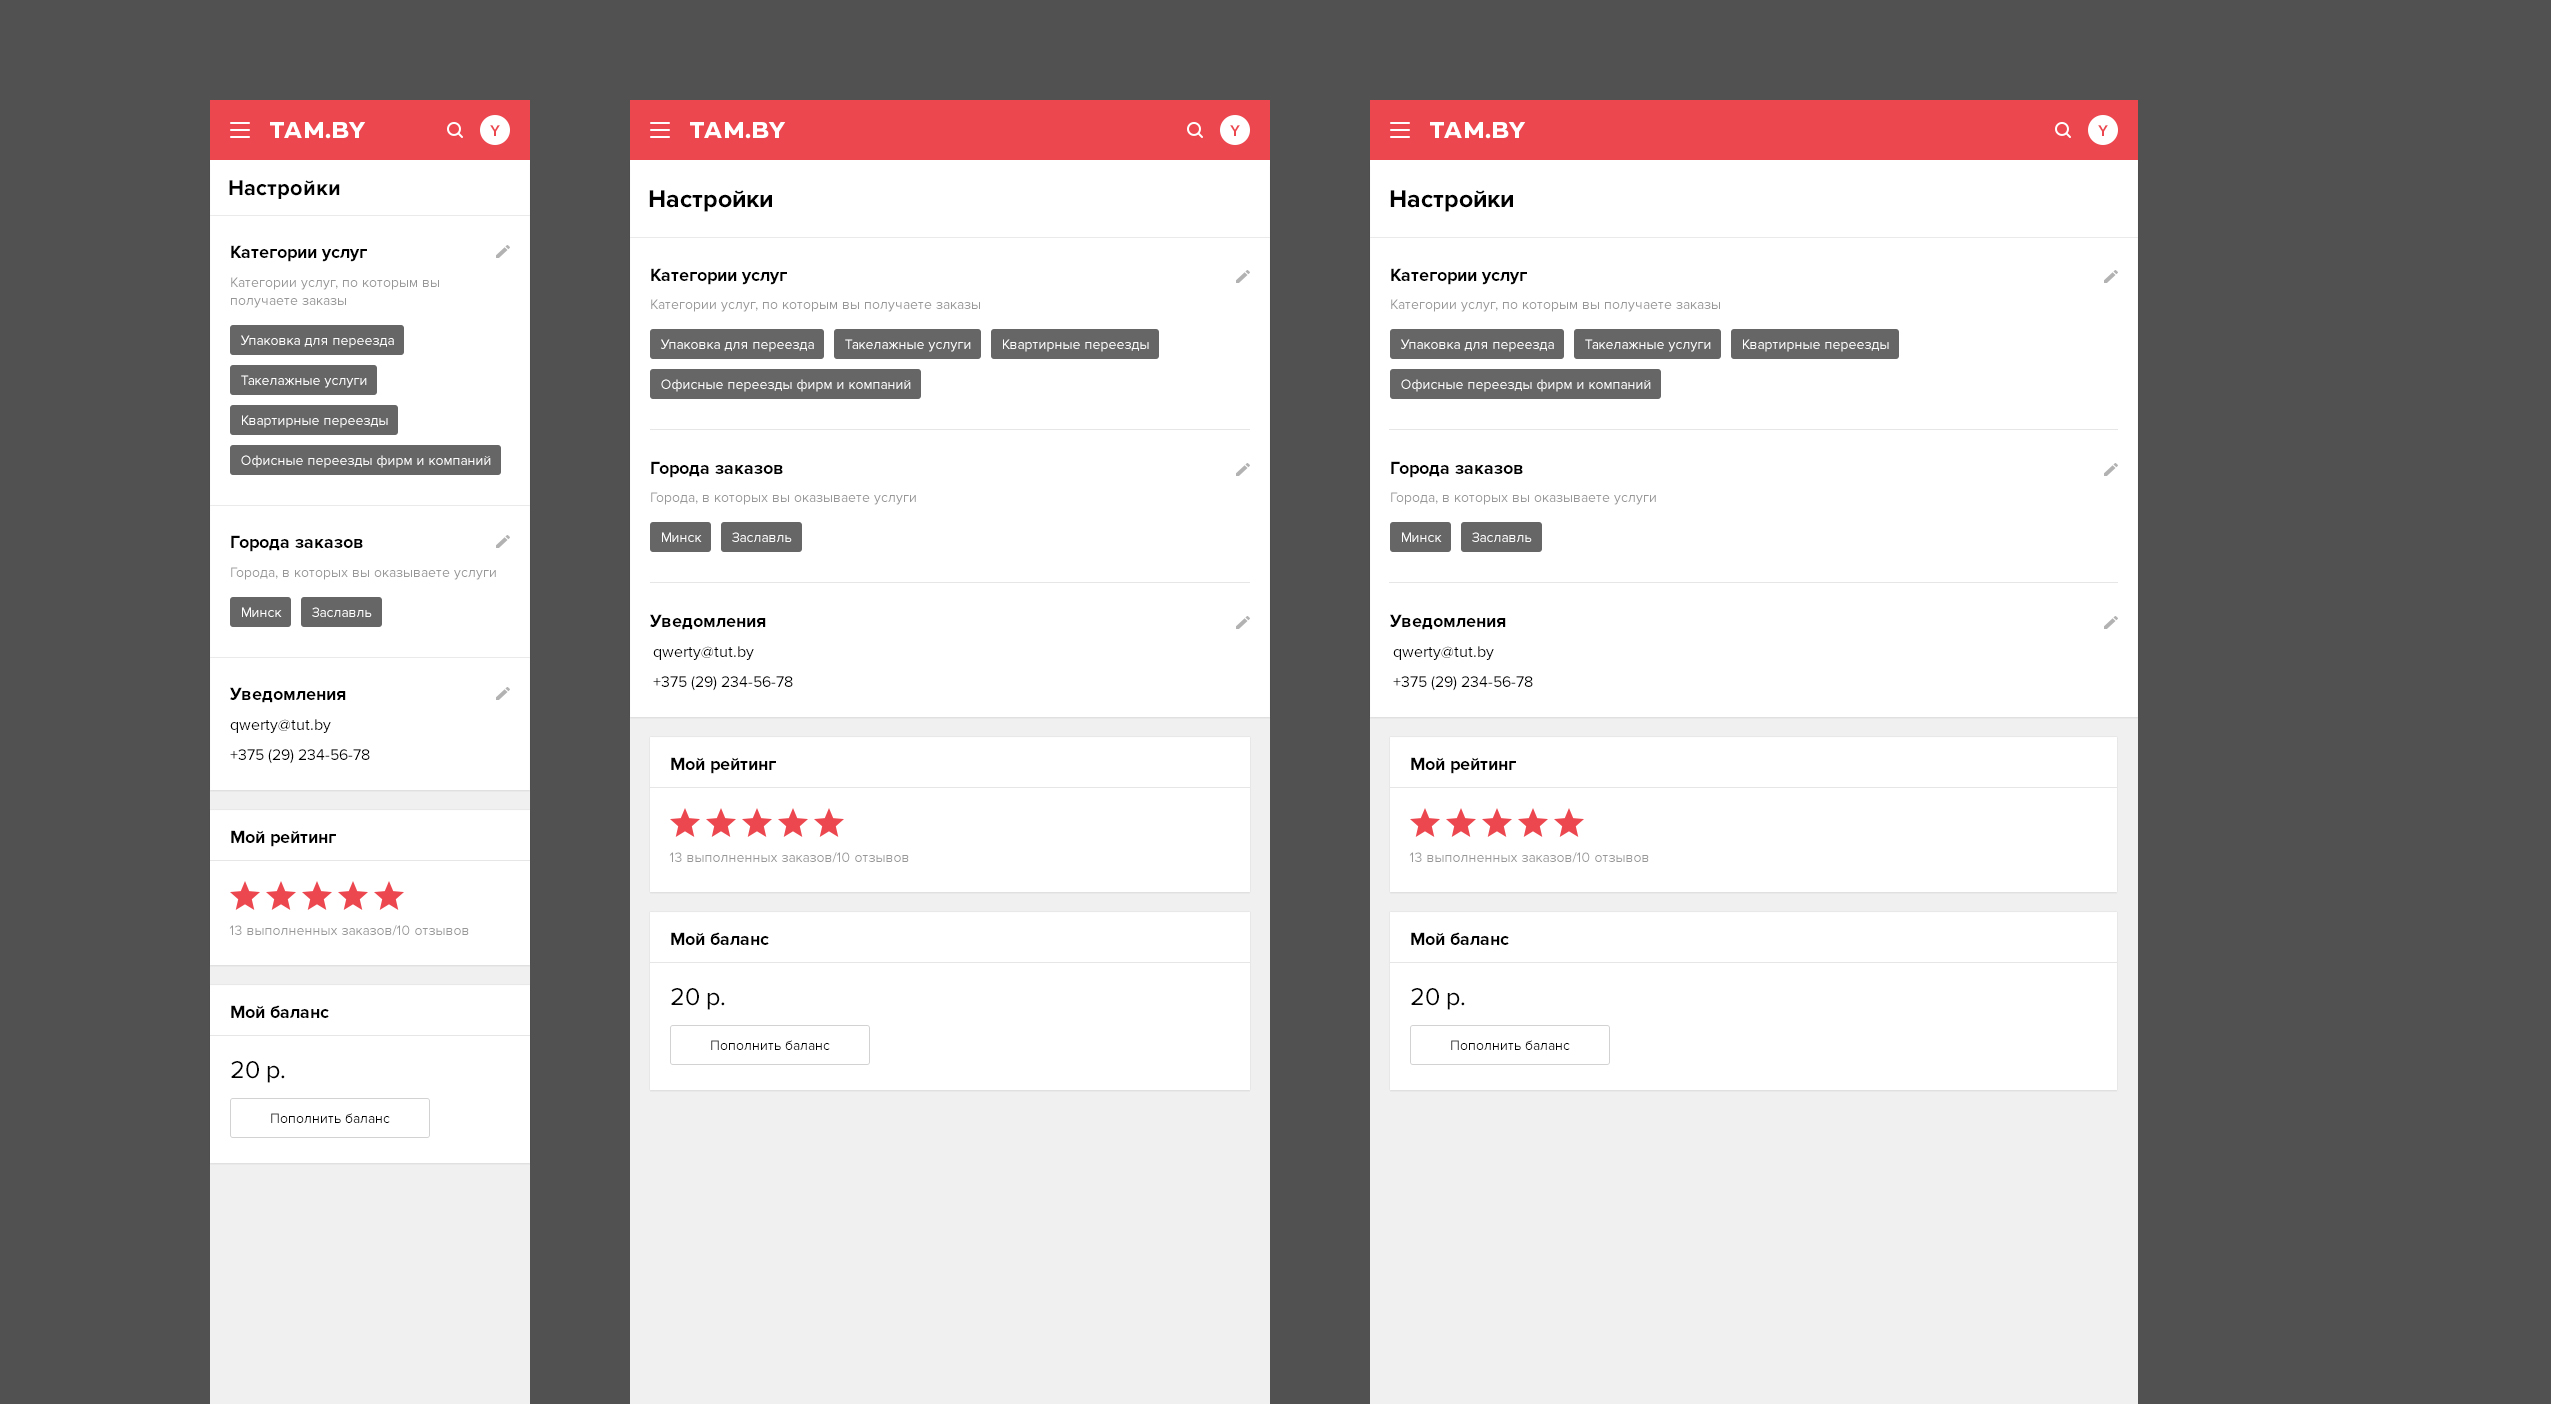 TAM.BY
Y
Настройки
Категории услуг
Категории услуг, по которым вы
получаете заказы
Упаковка для переезда
Такелажные услуги
Квартирные переезды
Офисные переезды фирм и компаний
Города заказов
Города, в которых вы оказываете услуги
Минск Заславль
Уведомления
qwerty@tut.by
+375 (29) 234-56-78
Мой рейтинг
13 выполненных заказов/10 отзывов
Мой баланс
20 р.
Пополнить баланс
TAM.BY
Y
Настройки
Категории услуг
Категории услуг, по которым вы получаете заказы
Упаковка для переезда Такелажные услуги Квартирные переезды
Офисные переезды фирм и компаний
Города заказов
Города, в которых вы оказываете услуги
Минск Заславль
Уведомления
qwerty@tut.by
+375 (29) 234-56-78
Мой рейтинг
13 выполненных заказов/10 отзывов
Мой баланс
20 р.
Пополнить баланс
TAM.BY
Y
Настройки
Категории услуг
Категории услуг, по которым вы получаете заказы
Упаковка для переезда Такелажные услуги Квартирные переезды
Офисные переезды фирм и компаний
Города заказов
Города, в которых вы оказываете услуги
Минск Заславль
Уведомления
qwerty@tut.by
+375 (29) 234-56-78
Мой рейтинг
13 выполненных заказов/10 отзывов
Мой баланс
20 р.
Пополнить баланс